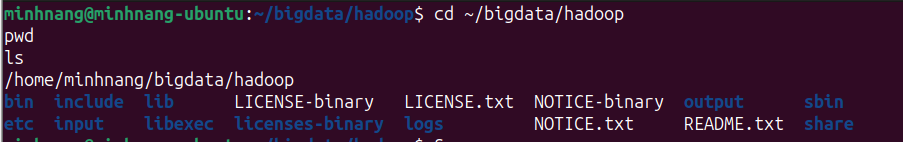 minhnang@minhnang-ubuntu:~/bigdata/hadoop$ cd ~/bigdata/hadoop
pwd
ls
/home/minhnang/bigdata/hadoop
bin include lib LICENSE-binary LICENSE.txt NOTICE-binary output sbin
etc input libexec licenses-binary logs NOTICE.txt README.txt share